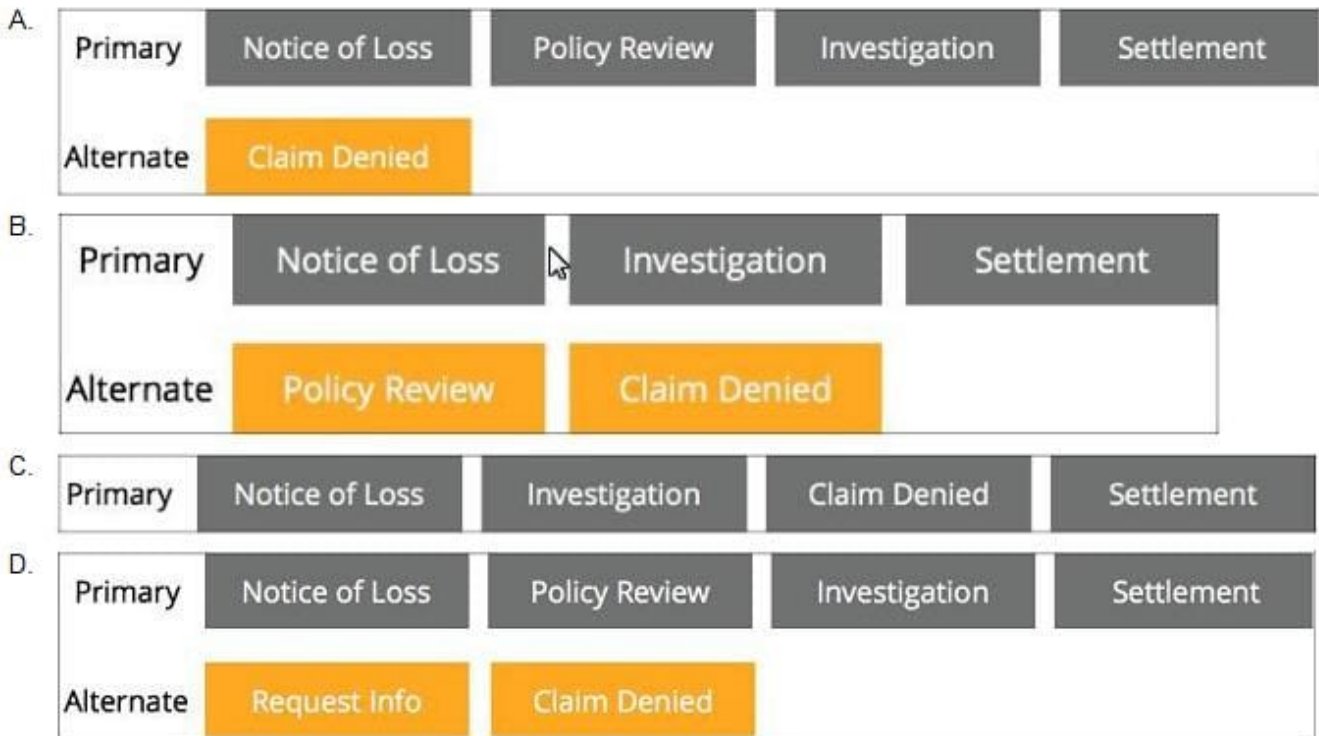 A.
Primary Notice of Loss Policy Review Investigation Settlement
Alternate Claim Denied
B.
Primary Notice of Loss Investigation Settlement
Alternate Policy Review Claim Denied
C.
Primary Notice of Loss Investigation Claim Denied Settlement
D.
Primary Notice of Loss Policy Review Investigation Settlement
Alternate Request Info Claim Denied